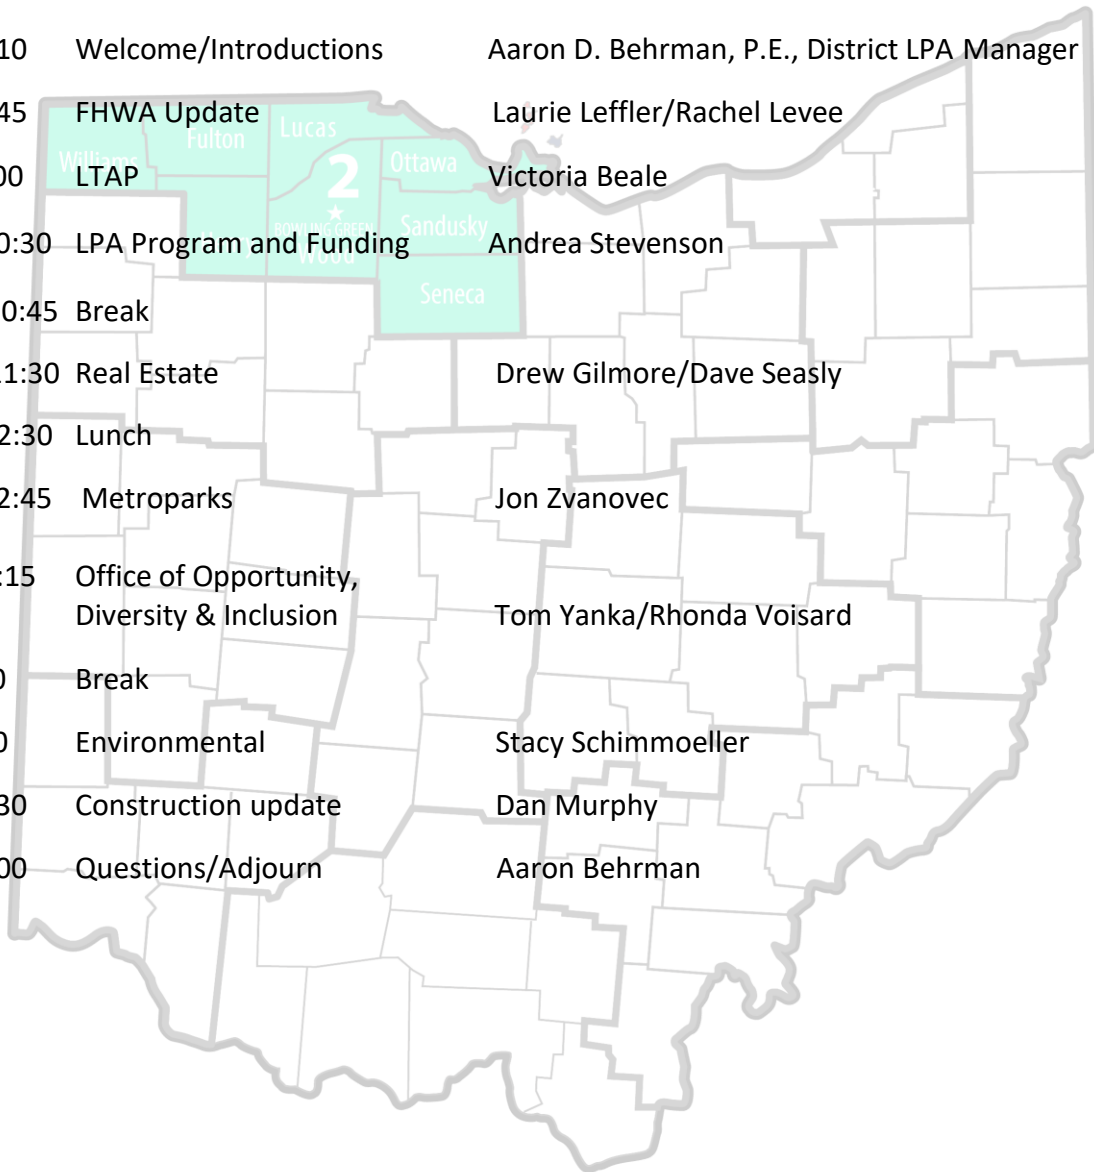 10 Welcome/Introductions Aaron D. Behrman, P.E., District LPA Manager
45 FHWA Update Laurie Leffler/Rachel Levee
Fulton Lucas
Williams 2 Ottawa
00 LTAP Victoria Beale
BOWLING GREEN Sandusky
0:30 LPA Program and Funding Andrea Stevenson
Wood
Seneca
0:45 Break
1:30 Real Estate Drew Gilmore/Dave Seasly
2:30 Lunch
2:45 Metroparks Jon Zvanovec
:15 Office of Opportunity,
Diversity & Inclusion Tom Yanka/Rhonda Voisard
0 Break
0 Environmental Stacy Schimmoeller
30 Construction update Dan Murphy
00 Questions/Adjourn Aaron Behrman